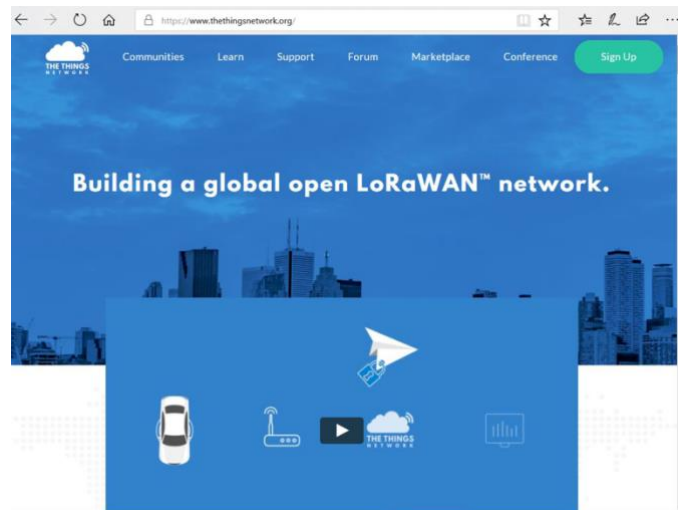 https://www.thethingsnetwork.org/
THE THINGS
NETWORK
Communities
Learn
Support
Forum
Marketplace
Conference
Sign Up
Building a global open LoRaWAN™ network.
THE THINGS
NETWORK